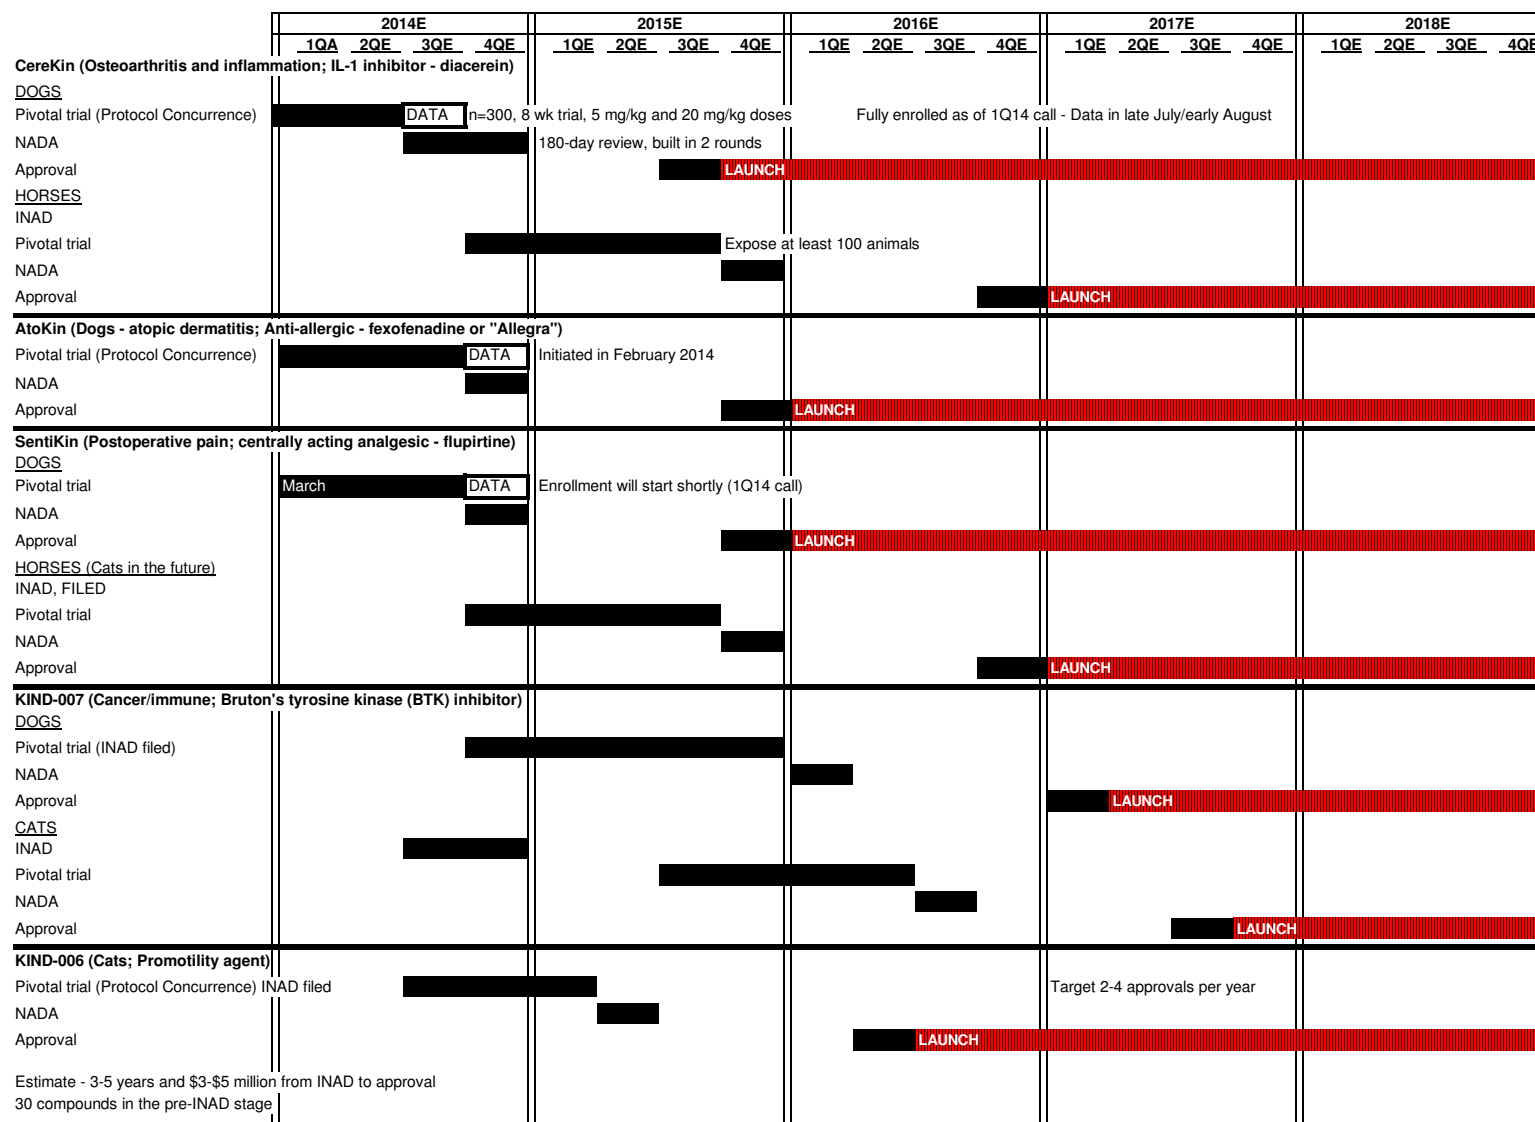 2014E 2015E 2016E 2017E 2018E
1QA 2QE 3QE 4QE 1QE 2QE 3QE 4QE 1QE 2QE 3QE 4QE 1QE 2QE 3QE 4QE 1QE 2QE 3QE 4QE
CereKin (Osteoarthritis and inflammation; IL-1 inhibitor - diacerein)
DOGS
Pivotal trial (Protocol Concurrence) DATA n=300, 8 wk trial, 5 mg/kg and 20 mg/kg doses Fully enrolled as of 1Q14 call - Data in late July/early August
NADA 180-day review, built in 2 rounds
Approval LAUNCH
HORSES
INAD
Pivotal trial Expose at least 100 animals
NADA
Approval LAUNCH
AtoKin (Dogs - atopic dermatitis; Anti-allergic - fexofenadine or "Allegra")
Pivotal trial (Protocol Concurrence) DATA Initiated in February 2014
NADA
Approval LAUNCH
SentiKin (Postoperative pain; centrally acting analgesic - flupirtine)
DOGS
Pivotal trial March DATA Enrollment will start shortly (1Q14 call)
NADA
Approval LAUNCH
HORSES (Cats in the future)
INAD, FILED
Pivotal trial
NADA
Approval LAUNCH
KIND-007 (Cancer/immune; Bruton's tyrosine kinase (BTK) inhibitor)
DOGS
Pivotal trial (INAD filed)
NADA
Approval LAUNCH
CATS
INAD
Pivotal trial
NADA
Approval LAUNCH
KIND-006 (Cats; Promotility agent)
Pivotal trial (Protocol Concurrence) INAD filed Target 2-4 approvals per year
NADA
Approval LAUNCH
Estimate - 3-5 years and $3-$5 million from INAD to approval
30 compounds in the pre-INAD stage